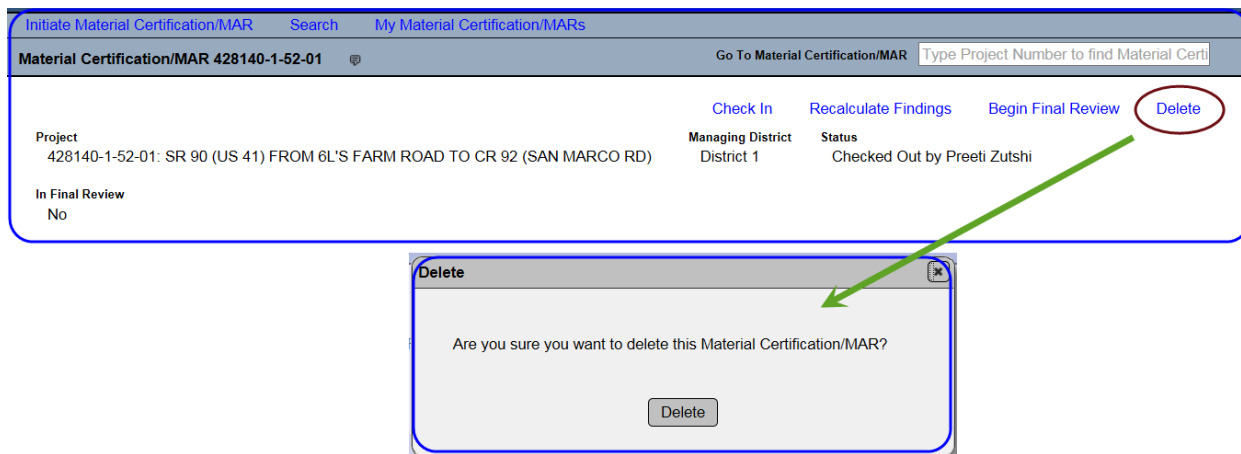 Initiate Material Certification/MAR Search My Material Certification/MARs
Material Certification/MAR 428140-1-52-01 Go To Material Certification/MAR Type Project Number to find Material Certi
Check In Recalculate Findings Begin Final Review Delete
Project Managing District Status
428140-1-52-01: SR 90 (US 41) FROM 6L'S FARM ROAD TO CR 92 (SAN MARCO RD) District 1 Checked Out by Preeti Zutshi
In Final Review
No
Delete
Are you sure you want to delete this Material Certification/MAR?
Delete